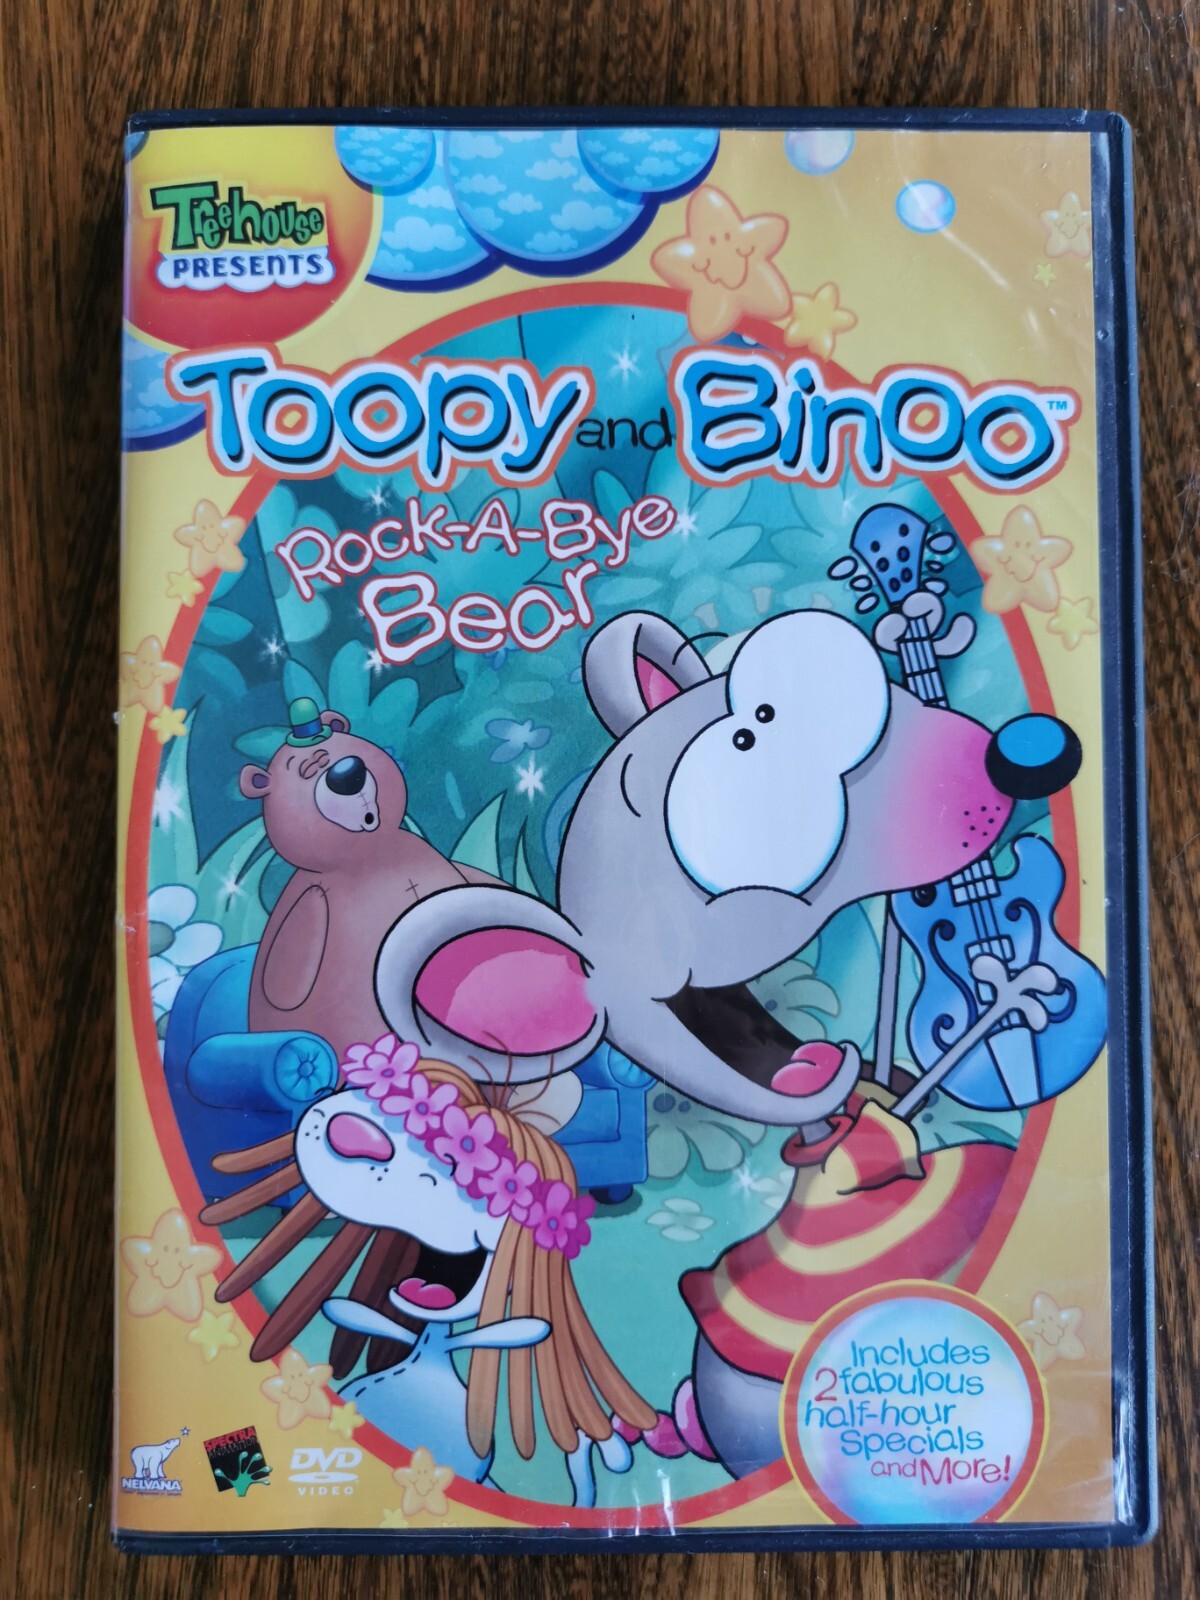 Treehouse
PRESENTS
Toopy and Binoo™
Rock-A-Bye
Bear
Includes
2 fabulous
half-hour
Specials
and More!
NELVANA
SPECTRA
DVD
VIDEO